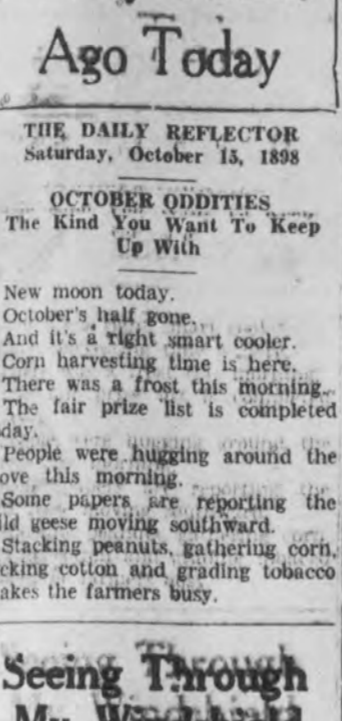 Ago Today
THE DAILY REFLECTOR
Saturday, October 15, 1898
OCTOBER ODDITIES
The Kind You Want To Keep
Up With
New moon today.
October's half gone.
And it's a right smart cooler.
Corn harvesting time is here.
There was a frost this morning.
The fair prize list is completed
day.
People were hugging around the
ove this morning.
Some papers are reporting the
ld geese moving southward.
Stacking peanuts, gathering corn,
cking cotton and grading tobacco
akes the farmers busy.
Seeing Through
My